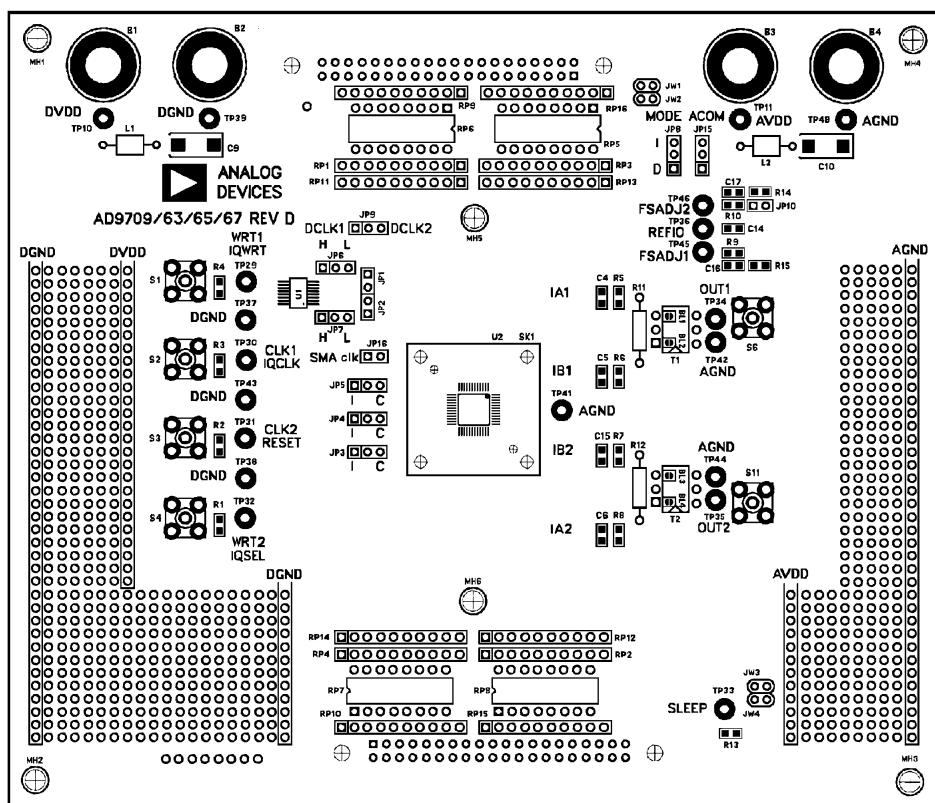 B1
B2
B3
B4
MH1
MH4
DVDD
TP10
DGND
TP39
L1
C9
JW1
JW2
MODE
ACOM
JP8
JP15
I
D
TP11
AVDD
TP48
AGND
L2
C10
RP9
RP16
RP6
RP5
RP1
RP3
RP11
RP13
ANALOG
DEVICES
AD9709/63/65/67 REV D
MH5
C17
R14
TP46
FSADJ2
JP10
R10
TP36
REFIO
C14
TP45
FSADJ1
R9
C16
R15
DGND
DVDD
WRT1
IQWRT
S1
R4
TP29
TP37
DGND
S2
R3
TP30
CLK1
IQCLK
TP43
DGND
S3
R2
TP31
CLK2
RESET
DGND
TP38
S4
R1
TP32
WRT2
IQSEL
JP9
DCLK1
DCLK2
H L
JP6
U1
JP1
JP2
JP7
H L
SMA clk
JP16
JP5
I C
JP4
I C
JP3
I C
U2
SK1
TP41
AGND
IA1
C4
R5
R11
IB1
C5
R6
BL1
BL2
T1
OUT1
TP34
S6
TP42
AGND
IB2
C15
R7
R12
IA2
C6
R8
BL3
BL4
T2
AGND
TP44
S11
TP35
OUT2
AGND
DGND
AVDD
MH6
RP14
RP12
RP4
RP2
RP7
RP8
RP10
RP15
SLEEP
TP33
JW3
JW4
R13
MH2
MH3